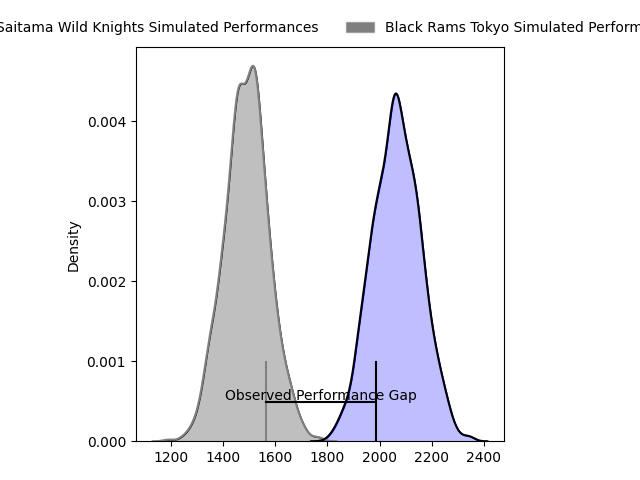 Saitama Wild Knights Simulated Performances
Black Rams Tokyo Simulated Perform
Density
0.004
0.003
0.002
0.001
0.000
Observed Performance Gap
1200 1400 1600 1800 2000 2200 2400